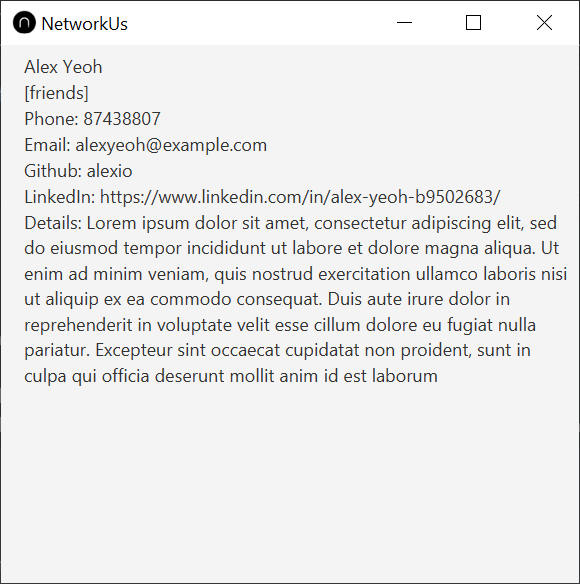 NetworkUs
Alex Yeoh
[friends]
Phone: 87438807
Email: alexyeoh@example.com
Github: alexio
LinkedIn: https://www.linkedin.com/in/alex-yeoh-b9502683/
Details: Lorem ipsum dolor sit amet, consectetur adipiscing elit, sed
do eiusmod tempor incididunt ut labore et dolore magna aliqua. Ut
enim ad minim veniam, quis nostrud exercitation ullamco laboris nisi
ut aliquip ex ea commodo consequat. Duis aute irure dolor in
reprehenderit in voluptate velit esse cillum dolore eu fugiat nulla
pariatur. Excepteur sint occaecat cupidatat non proident, sunt in
culpa qui officia deserunt mollit anim id est laborum